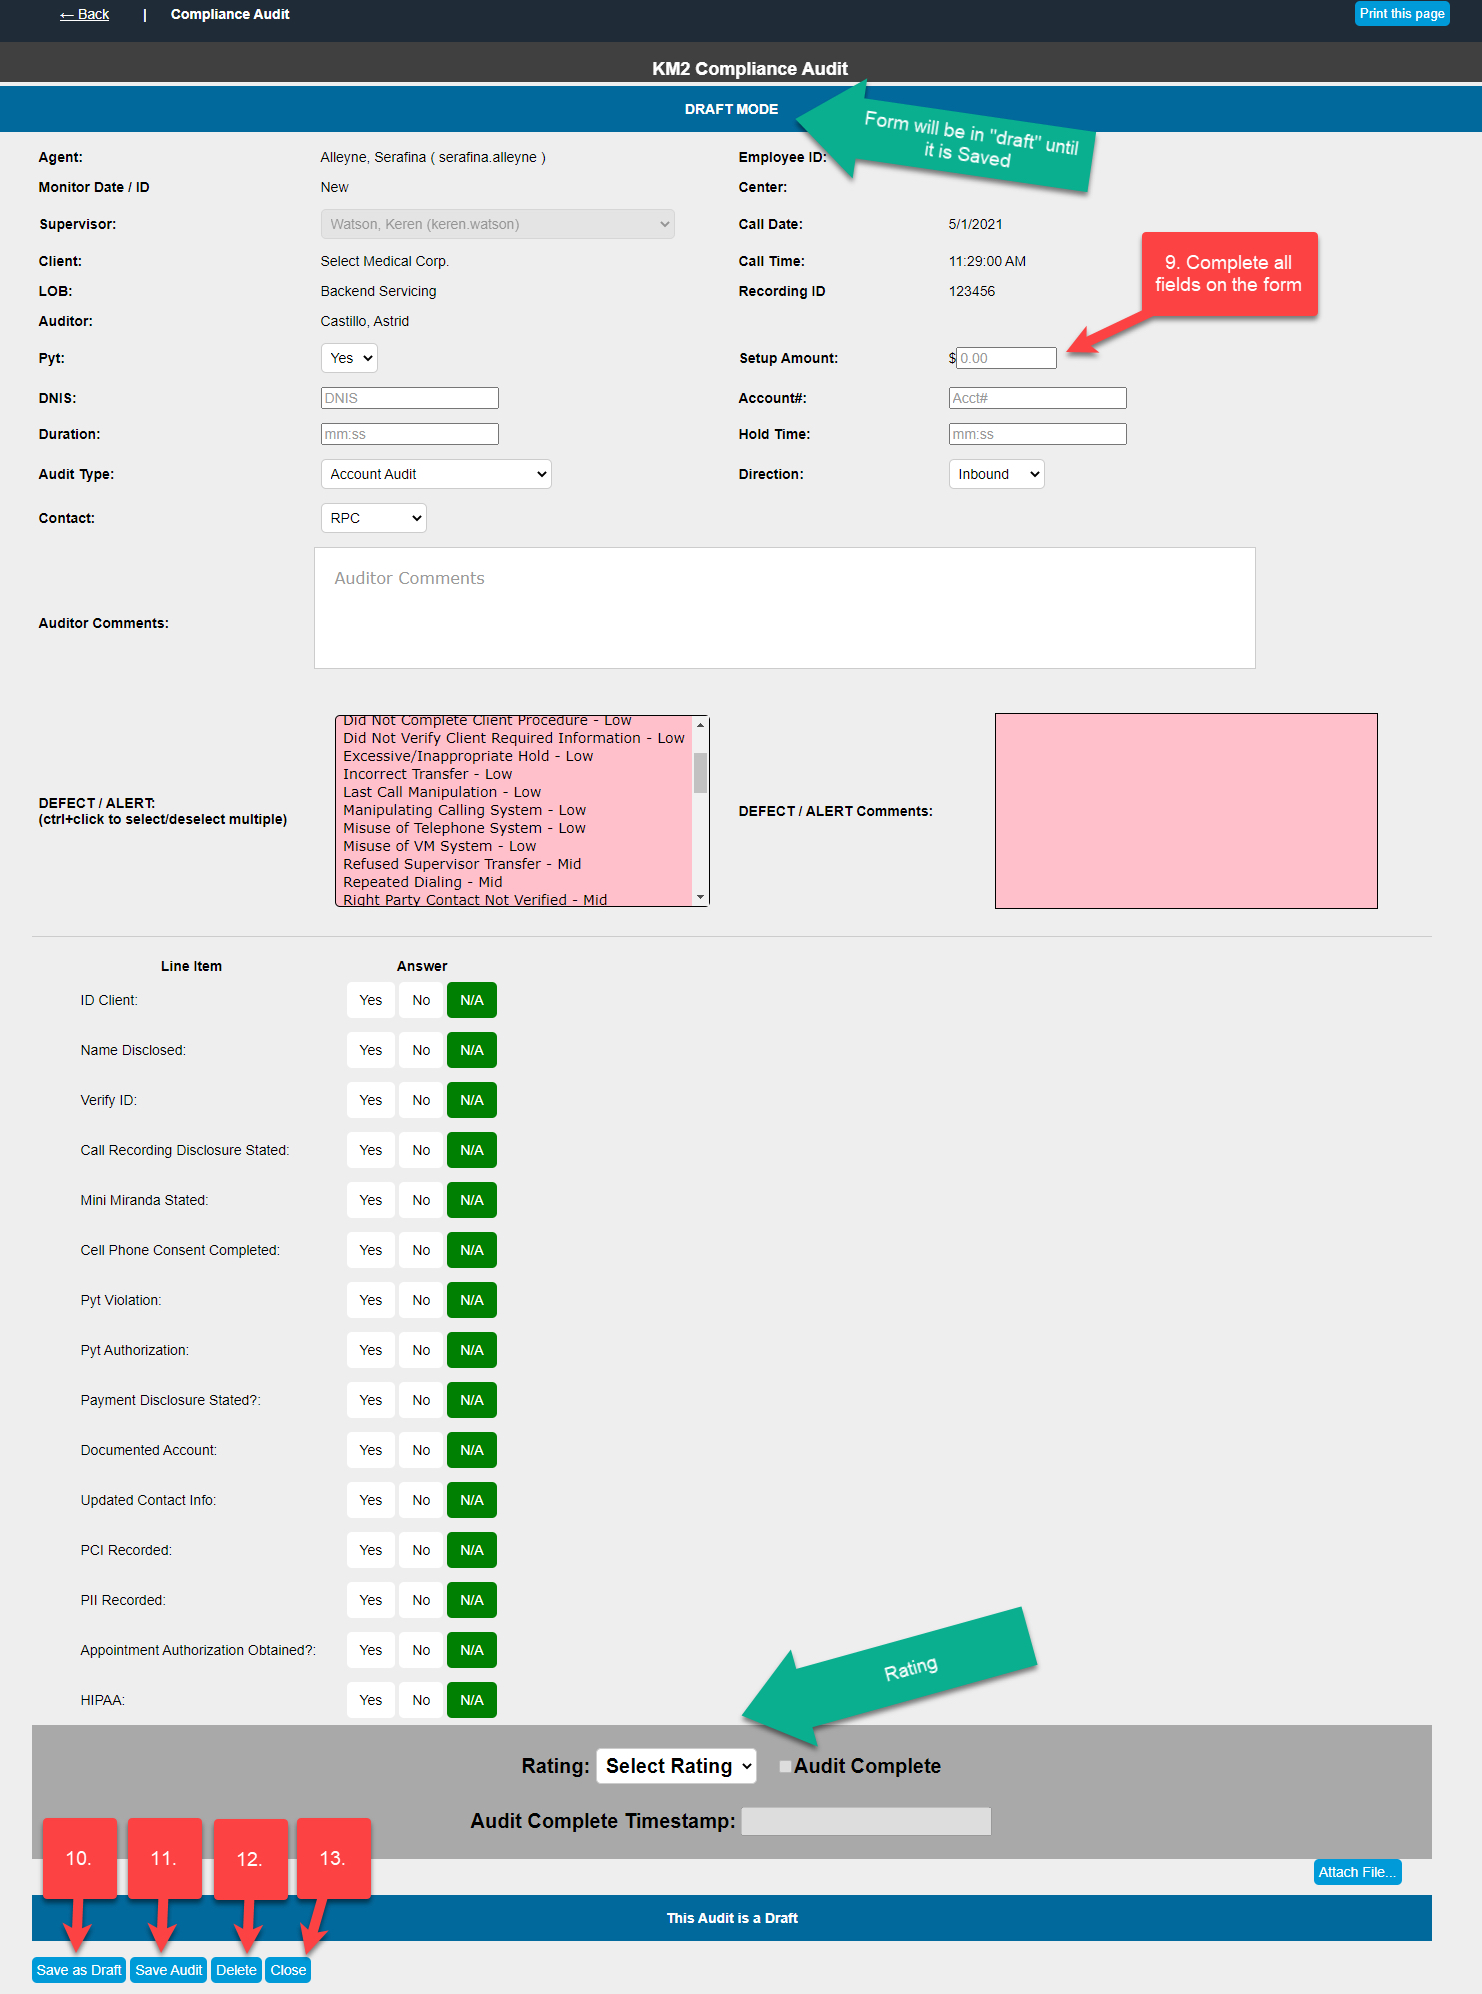 ← Back | Compliance Audit Print this page
KM2 Compliance Audit
DRAFT MODE
Form will be in "draft" until
it is Saved
Agent: Alleyne, Serafina ( serafina.alleyne ) Employee ID:
Monitor Date / ID New Center:
Supervisor: Watson, Keren (keren.watson) Call Date: 5/1/2021
Client: Select Medical Corp. Call Time: 11:29:00 AM
9. Complete all
fields on the form
LOB: Backend Servicing Recording ID 123456
Auditor: Castillo, Astrid
Pyt: Yes Setup Amount: $ 0.00
DNIS: DNIS Account#: Acct#
Duration: mm:ss Hold Time: mm:ss
Audit Type: Account Audit Direction: Inbound
Contact: RPC
Auditor Comments
Auditor Comments:
Did Not Complete Client Procedure - Low
Did Not Verify Client Required Information - Low
Excessive/Inappropriate Hold - Low
Incorrect Transfer - Low
Last Call Manipulation - Low
Manipulating Calling System - Low
Misuse of Telephone System - Low
Misuse of VM System - Low
Refused Supervisor Transfer - Mid
Repeated Dialing - Mid
Right Party Contact Not Verified - Mid
DEFECT / ALERT:
(ctrl+click to select/deselect multiple)
DEFECT / ALERT Comments:
Line Item Answer
ID Client: Yes No N/A
Name Disclosed: Yes No N/A
Verify ID: Yes No N/A
Call Recording Disclosure Stated: Yes No N/A
Mini Miranda Stated: Yes No N/A
Cell Phone Consent Completed: Yes No N/A
Pyt Violation: Yes No N/A
Pyt Authorization: Yes No N/A
Payment Disclosure Stated?: Yes No N/A
Documented Account: Yes No N/A
Updated Contact Info: Yes No N/A
PCI Recorded: Yes No N/A
PII Recorded: Yes No N/A
Appointment Authorization Obtained?: Yes No N/A
HIPAA: Yes No N/A
Rating
Rating: Select Rating Audit Complete
Audit Complete Timestamp:
10. 11. 12. 13.
Attach File...
This Audit is a Draft
Save as Draft Save Audit Delete Close